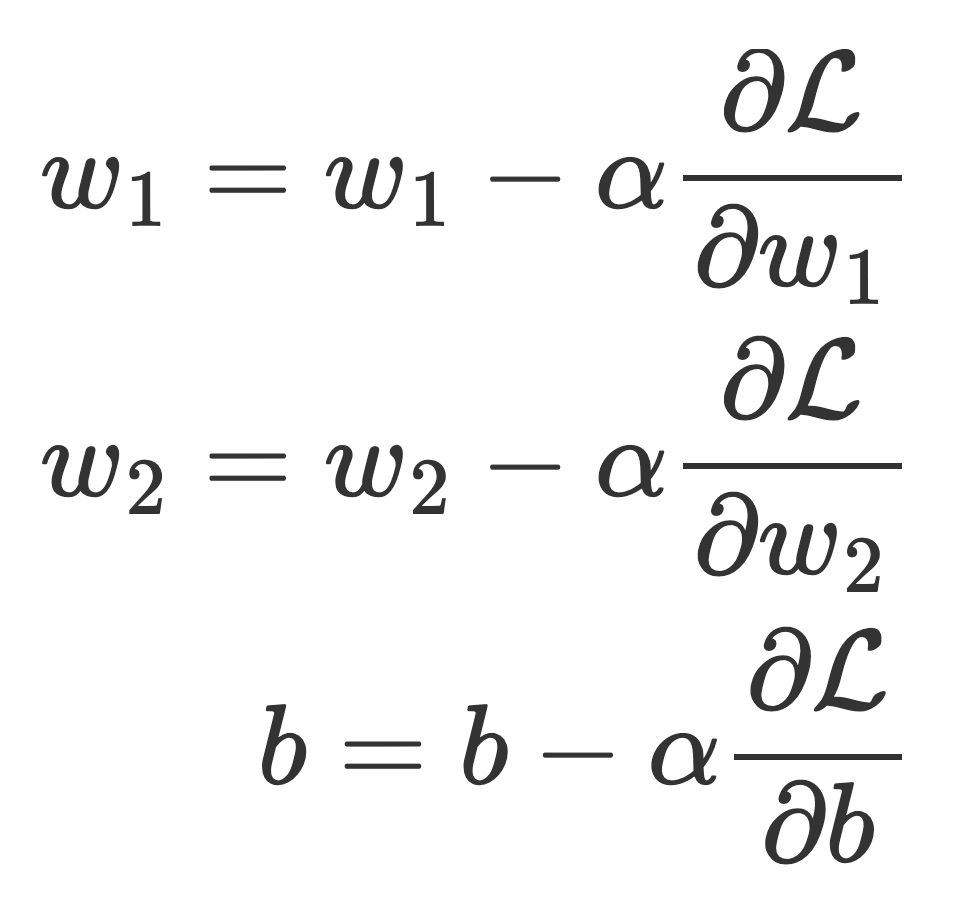 w₁ = w₁ − α ∂ℒ/∂w₁
w₂ = w₂ − α ∂ℒ/∂w₂
b = b − α ∂ℒ/∂b